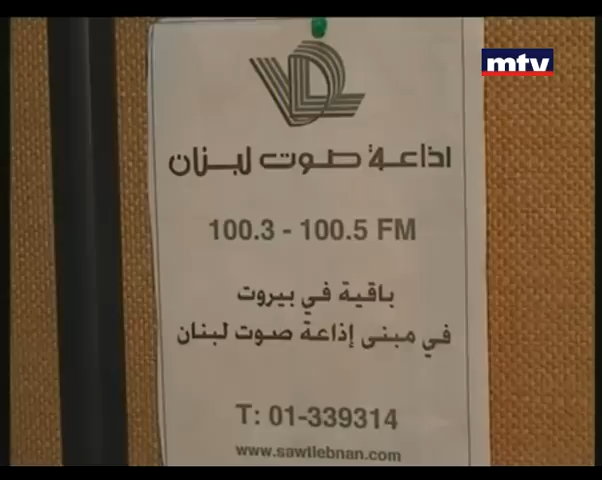 mtv
VDL
اذاعة صوت لبنان
100.3 - 100.5 FM
باقية في بيروت
في مبنى إذاعة صوت لبنان
T: 01-339314
www.sawtlebnan.com